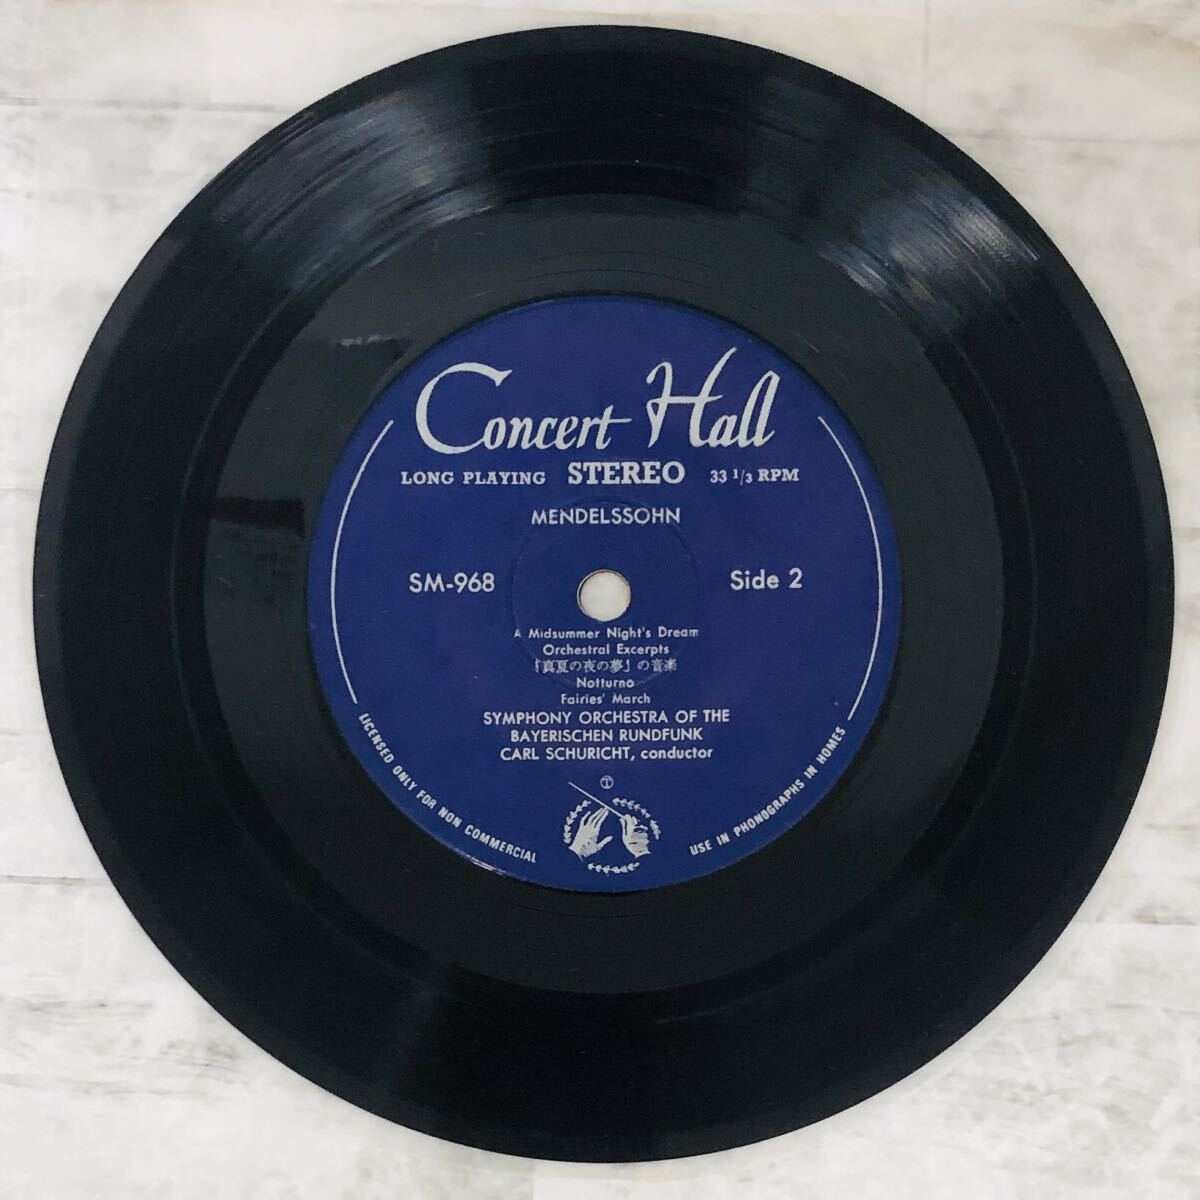 Concert Hall
LONG PLAYING STEREO 33 1/3 RPM
MENDELSSOHN
SM-968 Side 2
A Midsummer Night's Dream
Orchestral Excerpts
「真夏の夜の夢」の音楽
Notturno
Fairies' March
SYMPHONY ORCHESTRA OF THE
BAYERISCHEN RUNDFUNK
CARL SCHURICHT, conductor
Ⓣ
LICENSED ONLY FOR NON COMMERCIAL USE IN PHONOGRAPHS IN HOMES